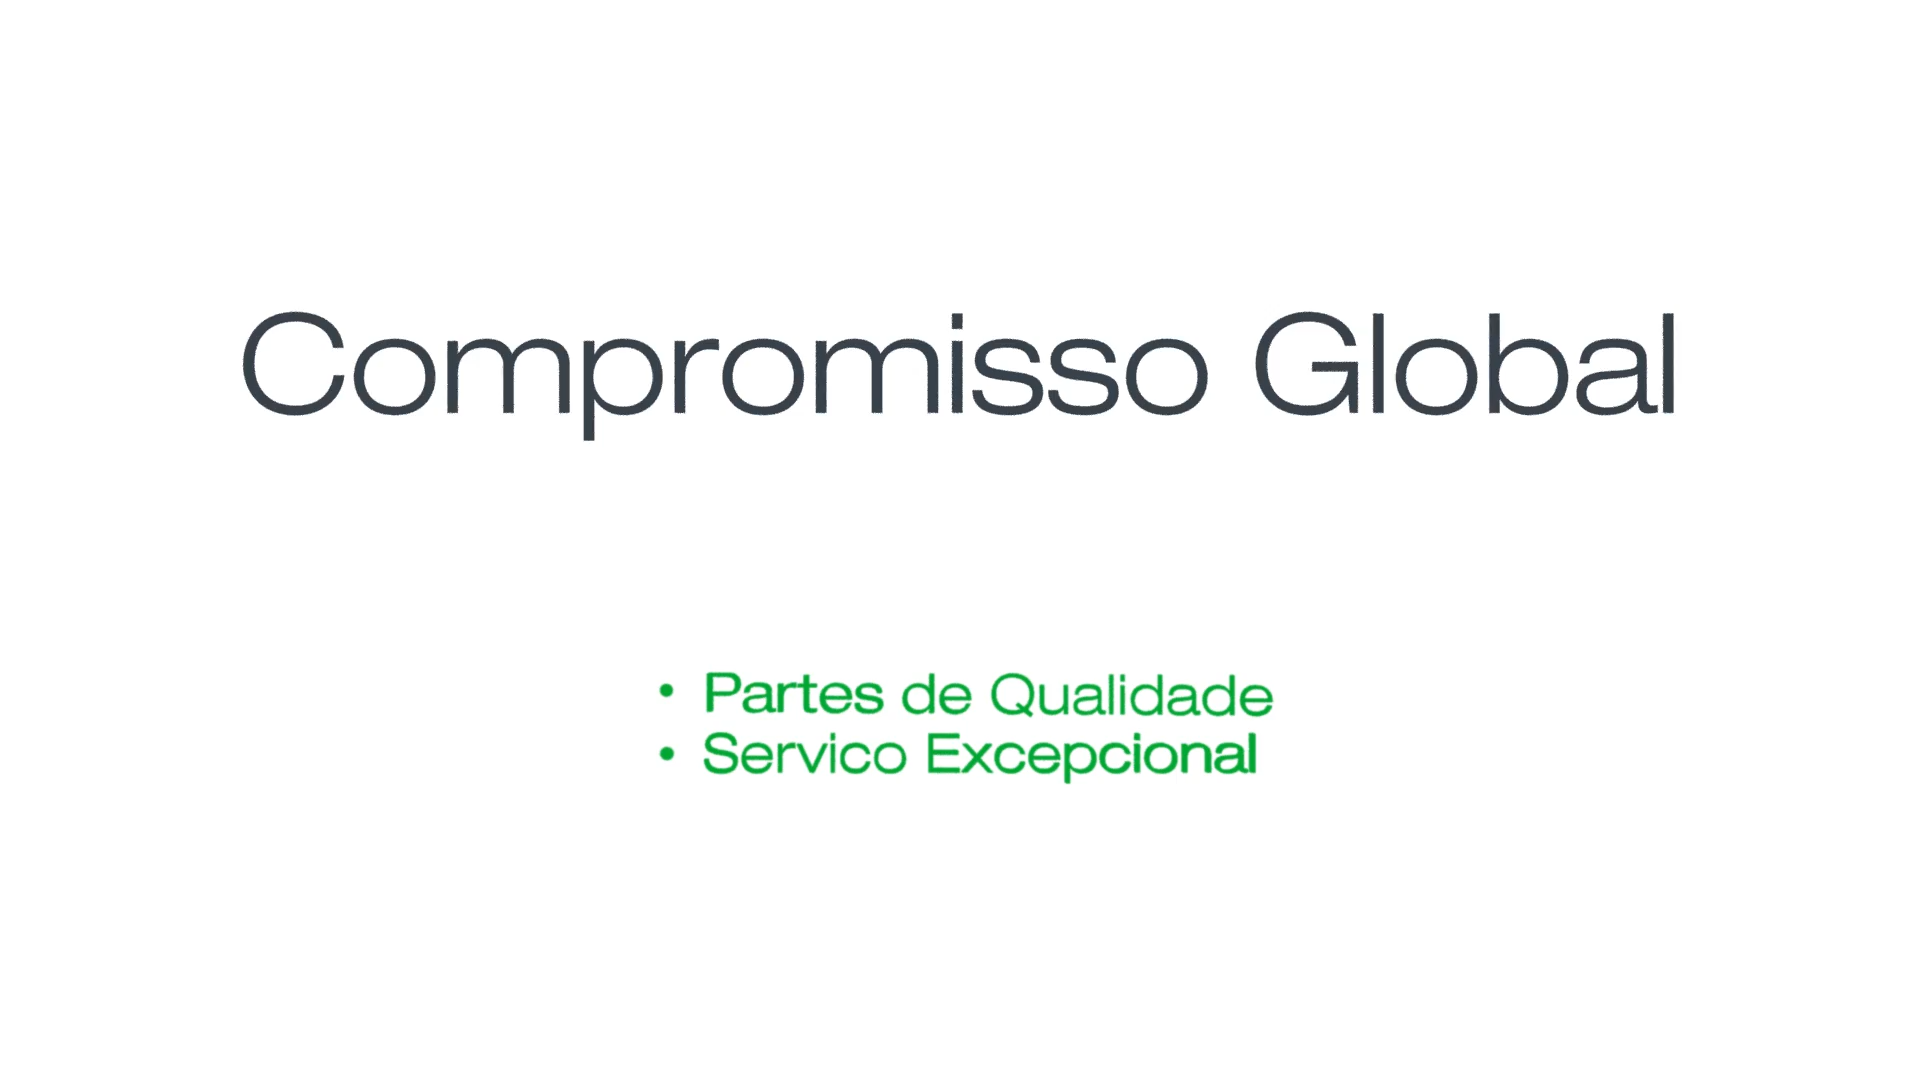 Compromisso Global
• Partes de Qualidade
• Servico Excepcional